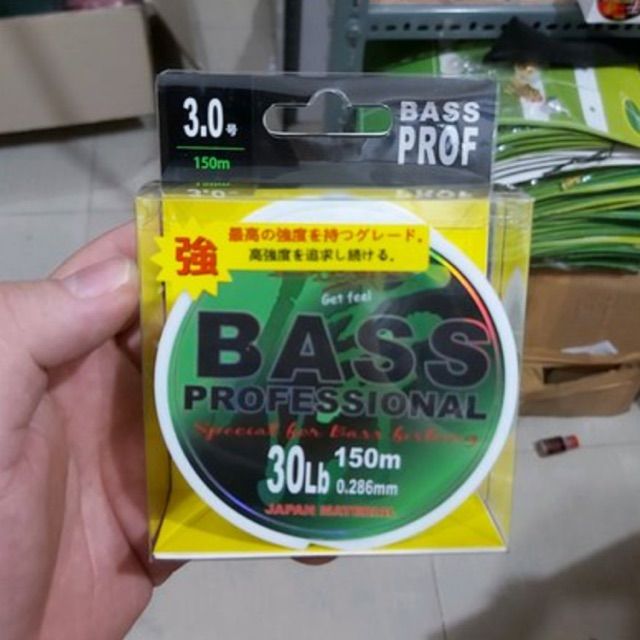 3.0号
150m
BASS
PROF
強
最高の強度を持つグレード。
高強度を追求し続ける。
Get feel
BASS
PROFESSIONAL
Special for Bass fishing
30Lb
150m
0.286mm
JAPAN MATERIAL